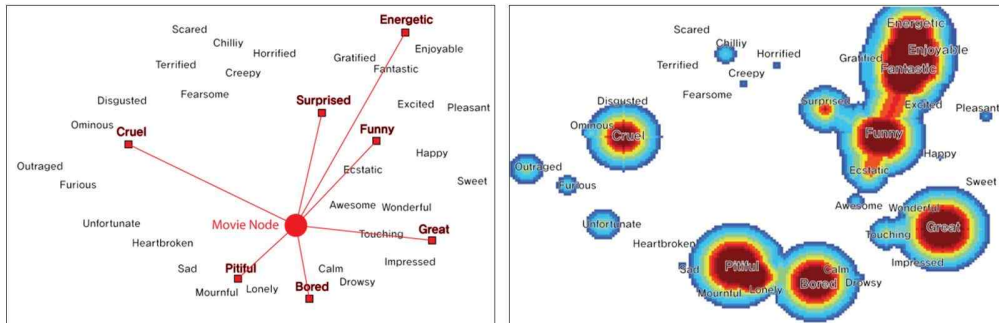 Energetic
Scared
Chilliy
Horrified
Enjoyable
Gratified
Terrified
Creepy
Fantastic
Fearsome
Disgusted
Surprised
Excited
Pleasant
Ominous
Cruel
Funny
Happy
Outraged
Ecstatic
Furious
Sweet
Awesome
Wonderful
Unfortunate
Movie Node
Touching
Great
Heartbroken
Impressed
Sad
Pitiful
Calm
Mournful
Lonely
Bored
Drowsy
Energetic
Scared
Chilliy
Horrified
Enjoyable
Gratified
Terrified
Creepy
Fantastic
Fearsome
Disgusted
Surprised
Excited
Pleasant
Ominous
Cruel
Funny
Happy
Outraged
Ecstatic
Furious
Sweet
Awesome
Wonderful
Unfortunate
Touching
Great
Heartbroken
Impressed
Sad
Pitiful
Calm
Mournful
Lonely
Bored
Drowsy